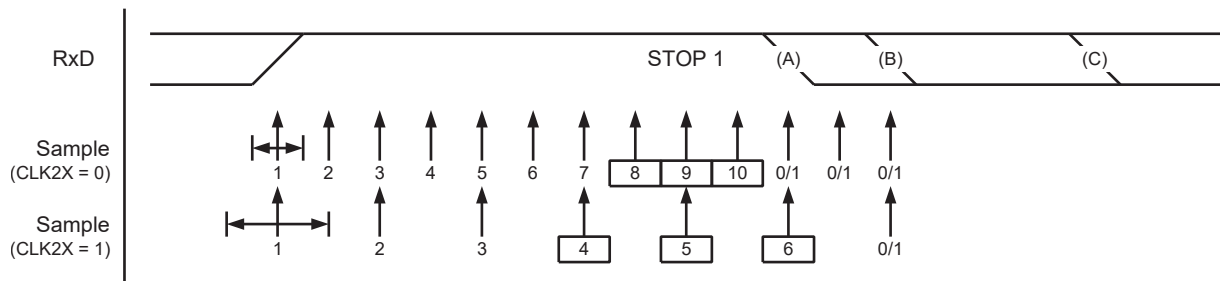 RxD STOP 1 (A) (B) (C)
Sample
(CLK2X = 0)
1 2 3 4 5 6 7 8 9 10 0/1 0/1 0/1
Sample
(CLK2X = 1)
1 2 3 4 5 6 0/1